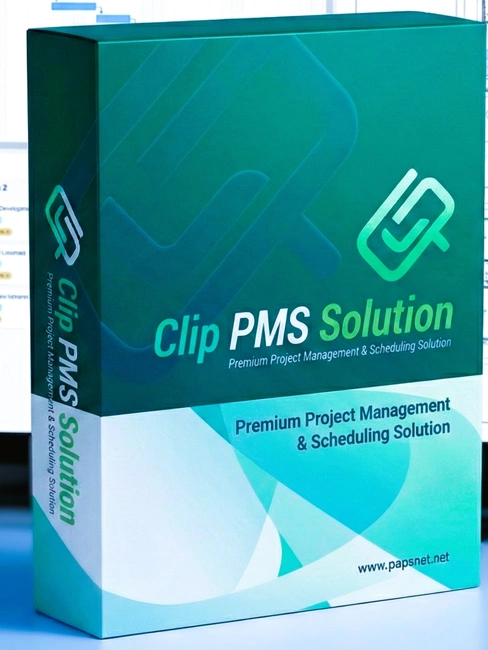 Clip PMS Solution
Premium Project Management & Scheduling Solution
Premium Project Management
& Scheduling Solution
www.papsnet.net
Clip PMS Solution
Premium Project Management & Scheduling Solution
2